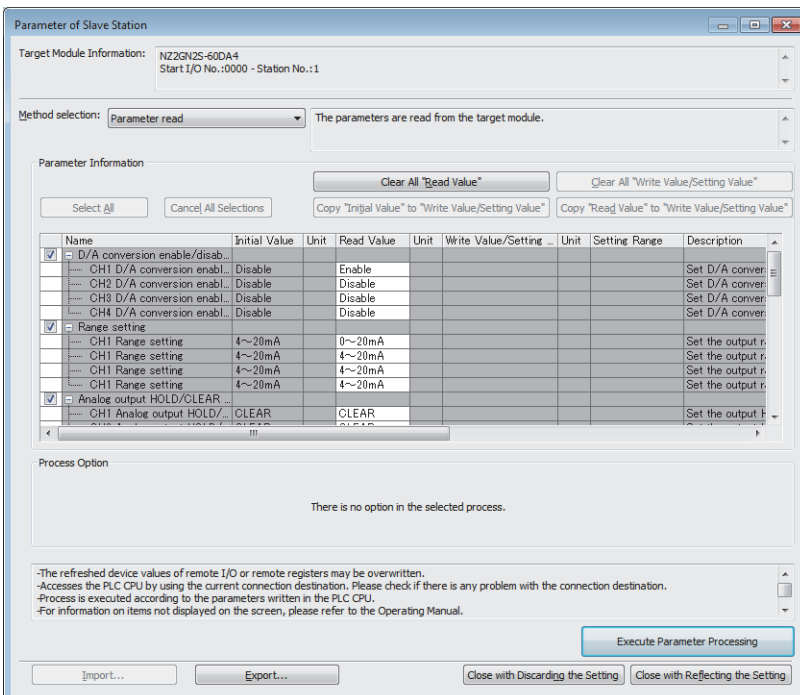 Parameter of Slave Station
Target Module Information: NZ2GN2S-60DA4
Start I/O No.:0000 - Station No.:1
Method selection: Parameter read The parameters are read from the target module.
Parameter Information
Clear All "Read Value" Clear All "Write Value/Setting Value"
Select All Cancel All Selections Copy "Initial Value" to "Write Value/Setting Value" Copy "Read Value" to "Write Value/Setting Value"
Name Initial Value Unit Read Value Unit Write Value/Setting ... Unit Setting Range Description
D/A conversion enable/disab...
CH1 D/A conversion enabl... Disable Enable Set D/A conver
CH2 D/A conversion enabl... Disable Disable Set D/A conver
CH3 D/A conversion enabl... Disable Disable Set D/A conver
CH4 D/A conversion enabl... Disable Disable Set D/A conver
Range setting
CH1 Range setting 4～20mA 0～20mA Set the output r
CH1 Range setting 4～20mA 4～20mA Set the output r
CH1 Range setting 4～20mA 4～20mA Set the output r
CH1 Range setting 4～20mA 4～20mA Set the output r
Analog output HOLD/CLEAR ...
CH1 Analog output HOLD/... CLEAR CLEAR Set the output H
Process Option
There is no option in the selected process.
-The refreshed device values of remote I/O or remote registers may be overwritten.
-Accesses the PLC CPU by using the current connection destination. Please check if there is any problem with the connection destination.
-Process is executed according to the parameters written in the PLC CPU.
-For information on items not displayed on the screen, please refer to the Operating Manual.
Execute Parameter Processing
Import... Export... Close with Discarding the Setting Close with Reflecting the Setting